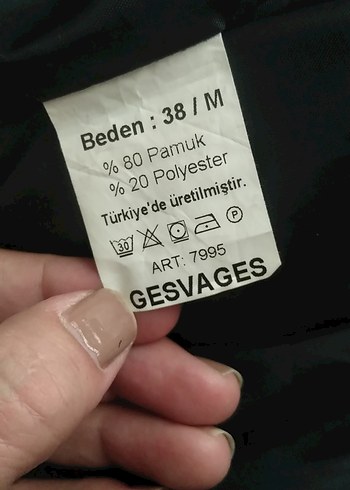 Beden : 38 / M
% 80 Pamuk
% 20 Polyester
Türkiye'de üretilmiştir.
30 P
ART: 7995
GESVAGES